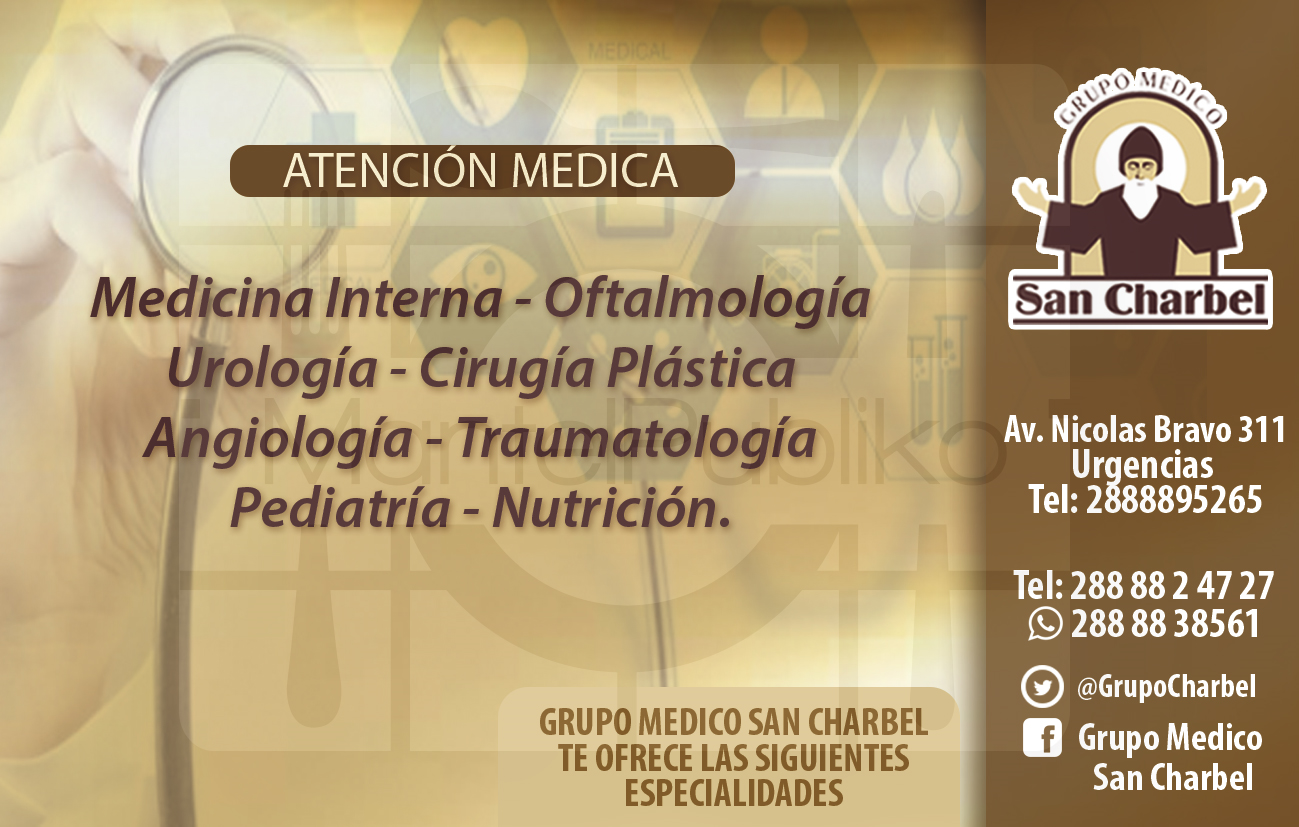 MEDICAL
ATENCIÓN MEDICA
Medicina Interna - Oftalmología
Urología - Cirugía Plástica
Angiología - Traumatología
Pediatría - Nutrición.
MantelPubliko
GRUPO MEDICO SAN CHARBEL
TE OFRECE LAS SIGUIENTES
ESPECIALIDADES
GRUPO MEDICO
San Charbel
Av. Nicolas Bravo 311
Urgencias
Tel: 2888895265
Tel: 288 88 2 47 27
288 88 38561
@GrupoCharbel
Grupo Medico
San Charbel